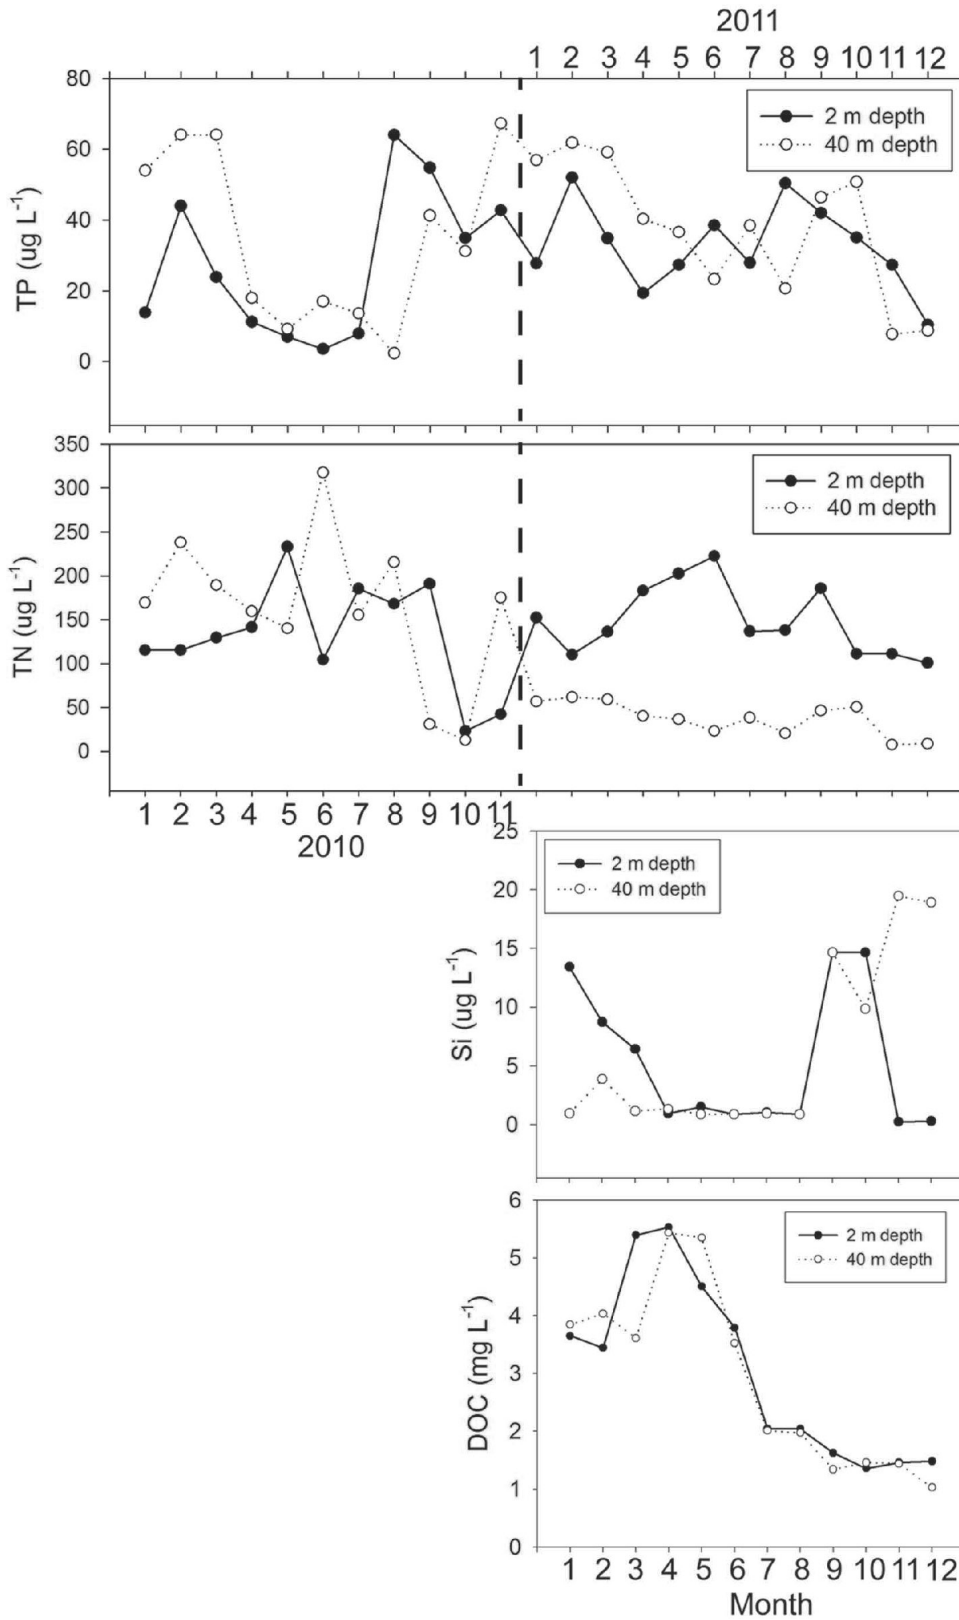 2011
1 2 3 4 5 6 7 8 9 10 11 12
80
60
40
20
0
TP (ug L-1)
2 m depth
40 m depth
350
300
250
200
150
100
50
0
TN (ug L-1)
2 m depth
40 m depth
1 2 3 4 5 6 7 8 9 10 11
2010
25
20
15
10
5
0
Si (ug L-1)
2 m depth
40 m depth
6
5
4
3
2
1
0
DOC (mg L-1)
2 m depth
40 m depth
1 2 3 4 5 6 7 8 9 10 11 12
Month